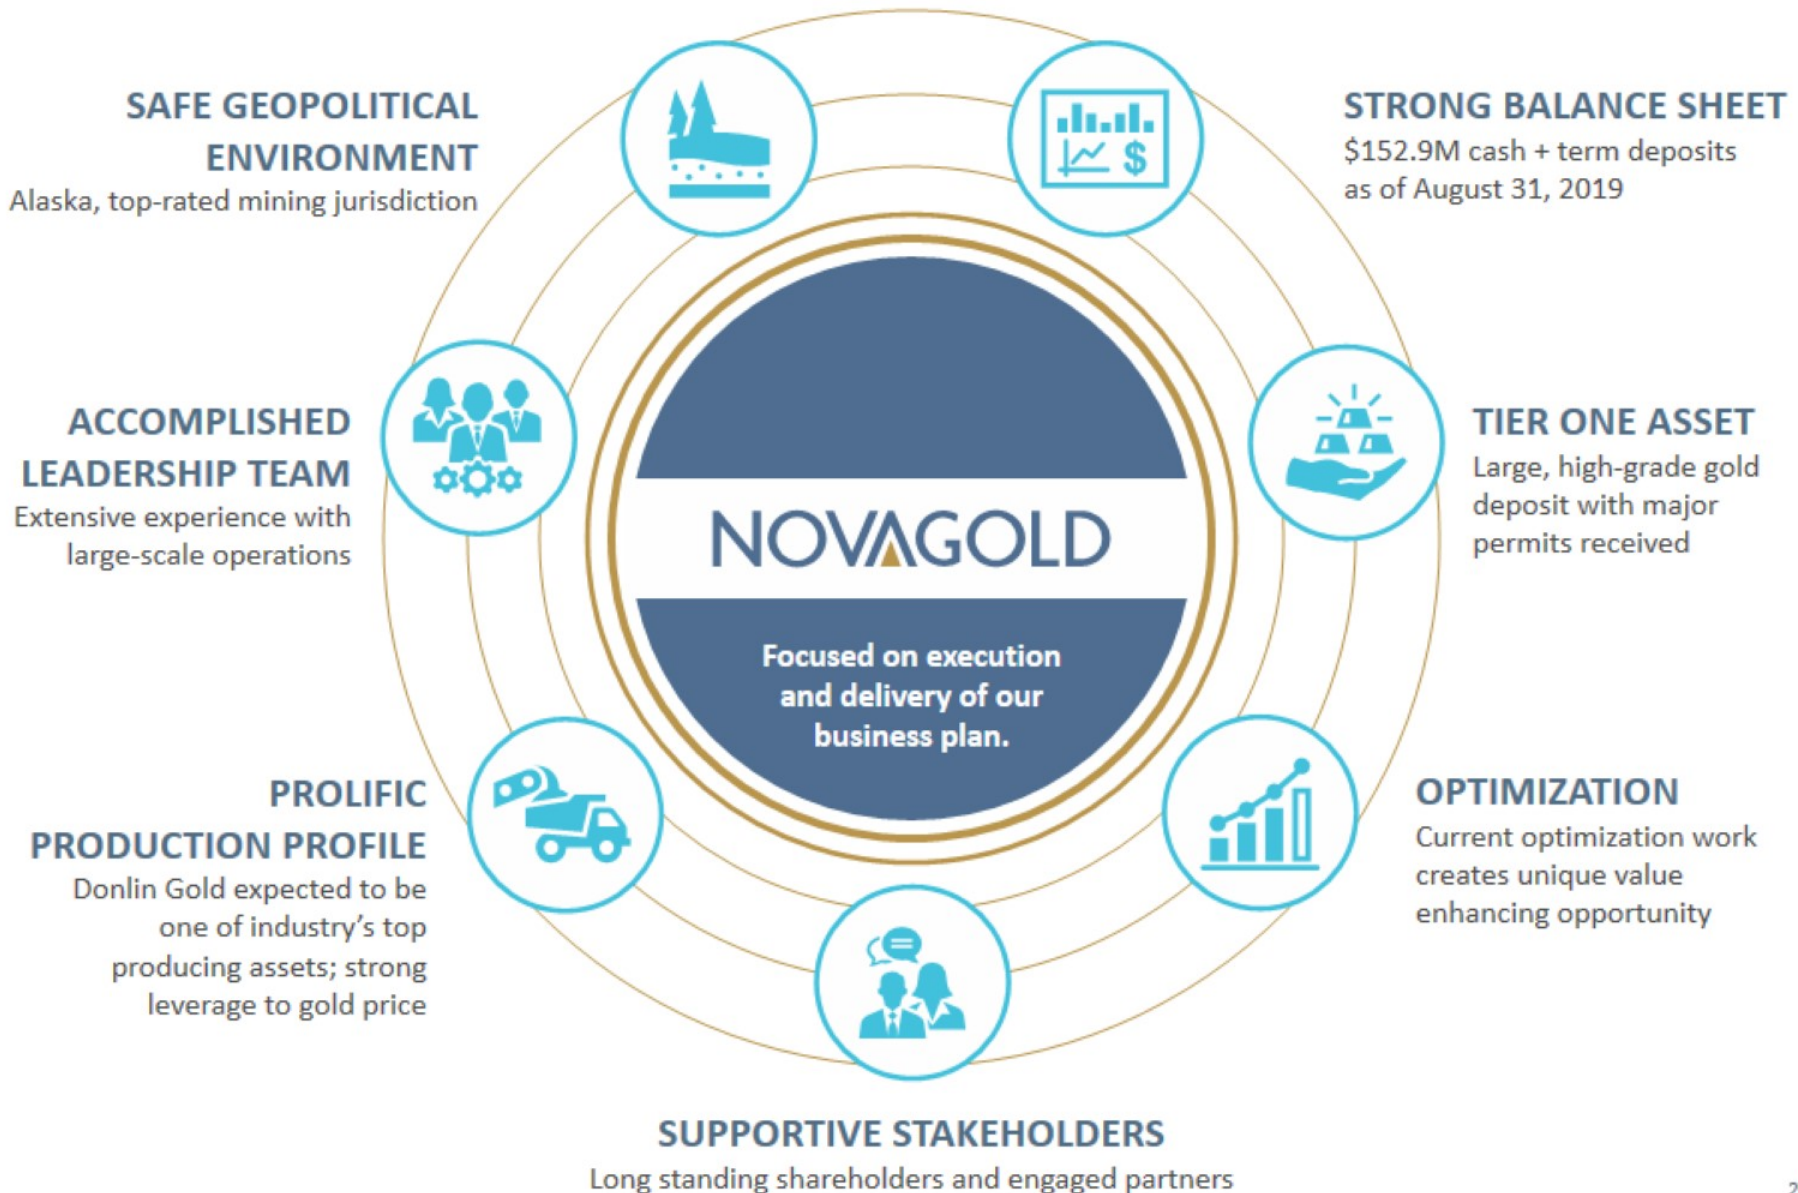 SAFE GEOPOLITICAL
ENVIRONMENT
Alaska, top-rated mining jurisdiction
STRONG BALANCE SHEET
$152.9M cash + term deposits
as of August 31, 2019
ACCOMPLISHED
LEADERSHIP TEAM
Extensive experience with
large-scale operations
TIER ONE ASSET
Large, high-grade gold
deposit with major
permits received
NOVAGOLD
Focused on execution
and delivery of our
business plan.
PROLIFIC
PRODUCTION PROFILE
Donlin Gold expected to be
one of industry's top
producing assets; strong
leverage to gold price
OPTIMIZATION
Current optimization work
creates unique value
enhancing opportunity
$
SUPPORTIVE STAKEHOLDERS
Long standing shareholders and engaged partners
2